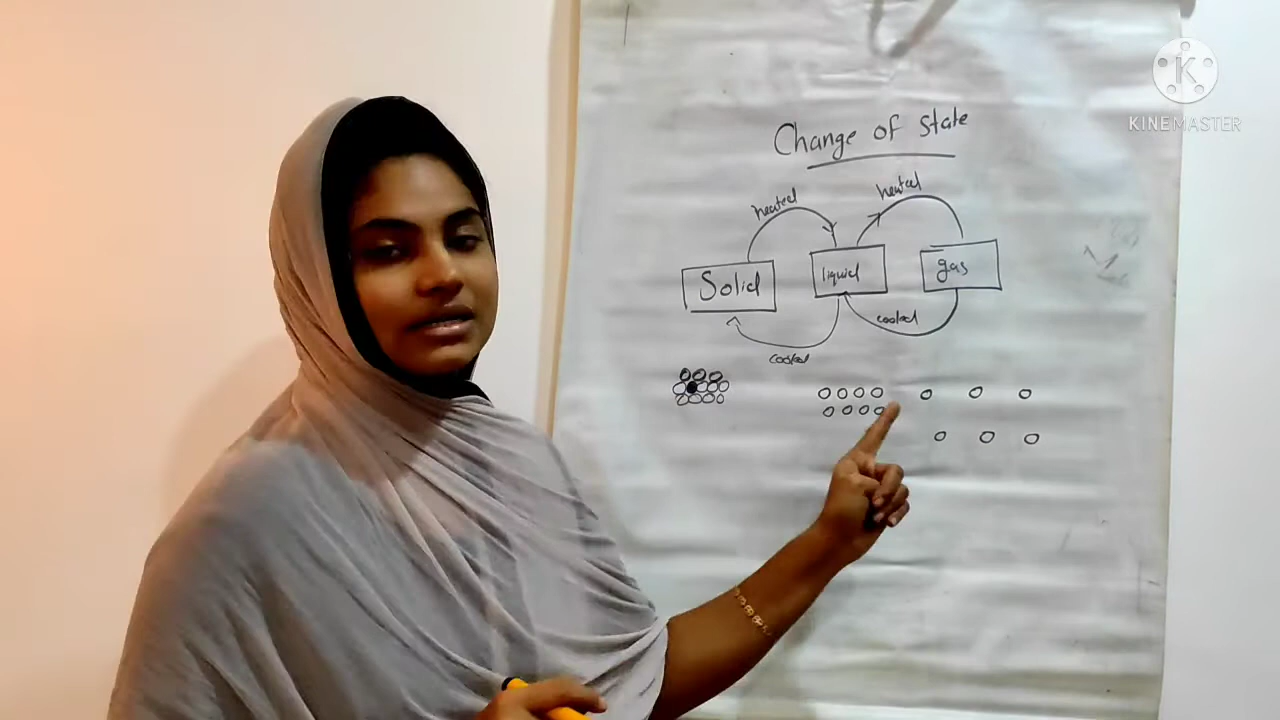 Change of state
heated
heated
Solid
liquid
gas
cooled
cooled
K
KINEMASTER